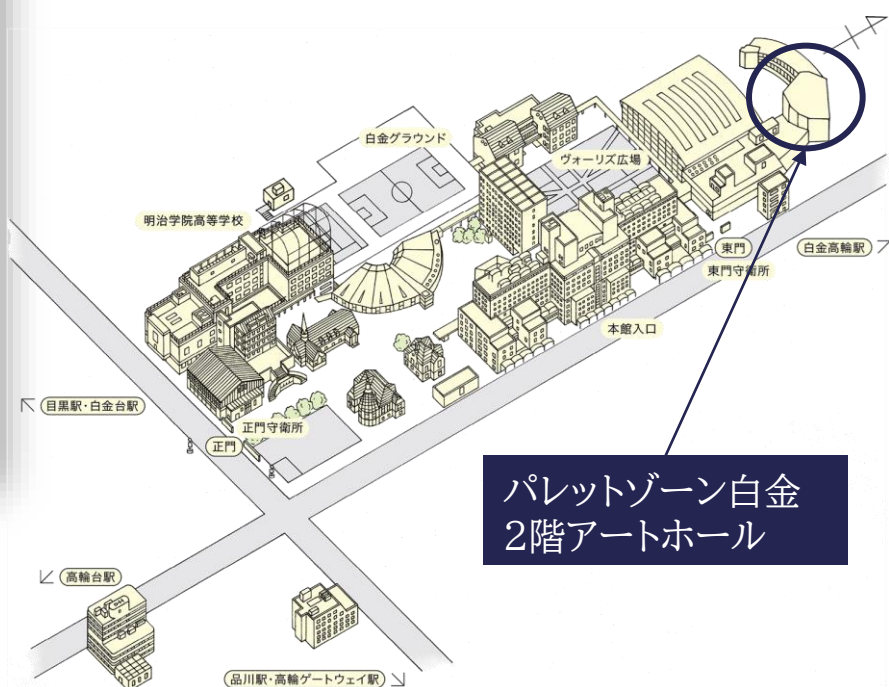 白金グラウンド
ヴォーリズ広場
明治学院高等学校
東門
白金高輪駅
東門守衛所
本館入口
目黒駅・白金台駅
正門守衛所
正門
パレットゾーン白金
2階アートホール
高輪台駅
品川駅・高輪ゲートウェイ駅